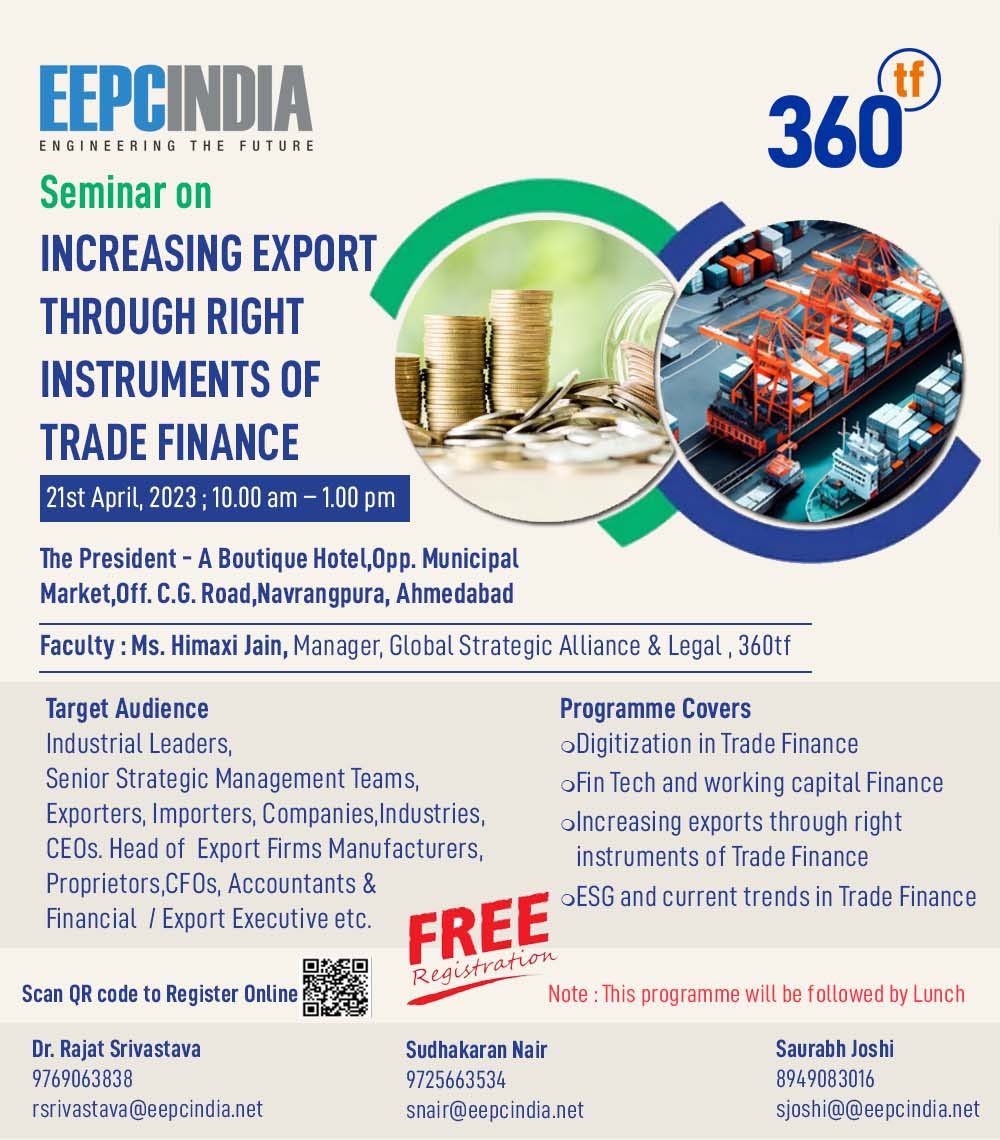 EEPCINDIA
ENGINEERING THE FUTURE
360tf
Seminar on
INCREASING EXPORT
THROUGH RIGHT
INSTRUMENTS OF
TRADE FINANCE
21st April, 2023 ; 10.00 am – 1.00 pm
The President - A Boutique Hotel,Opp. Municipal
Market,Off. C.G. Road,Navrangpura, Ahmedabad
Faculty : Ms. Himaxi Jain, Manager, Global Strategic Alliance & Legal , 360tf
Target Audience
Industrial Leaders,
Senior Strategic Management Teams,
Exporters, Importers, Companies,Industries,
CEOs. Head of Export Firms Manufacturers,
Proprietors,CFOs, Accountants &
Financial / Export Executive etc.
Programme Covers
❍Digitization in Trade Finance
❍Fin Tech and working capital Finance
❍Increasing exports through right
instruments of Trade Finance
❍ESG and current trends in Trade Finance
Scan QR code to Register Online
FREE
Registration
Note : This programme will be followed by Lunch
Dr. Rajat Srivastava
9769063838
rsrivastava@eepcindia.net
Sudhakaran Nair
9725663534
snair@eepcindia.net
Saurabh Joshi
8949083016
sjoshi@@eepcindia.net